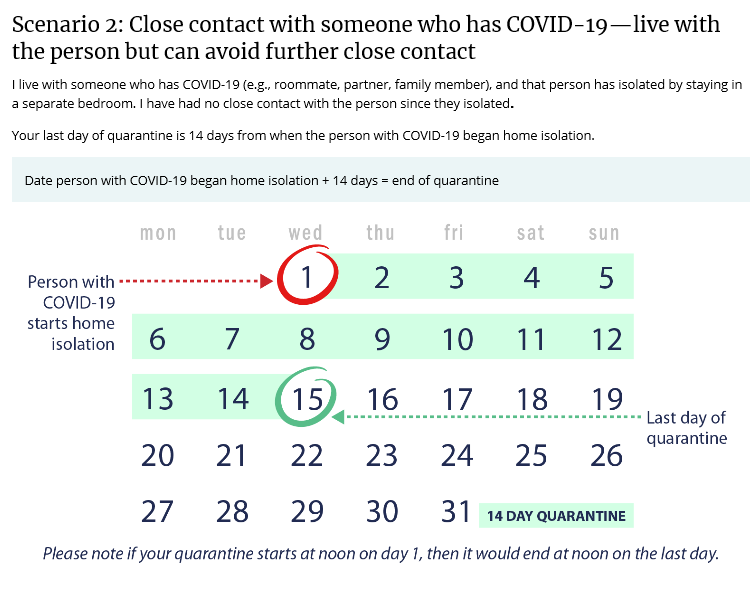 Scenario 2: Close contact with someone who has COVID-19—live with
the person but can avoid further close contact
I live with someone who has COVID-19 (e.g., roommate, partner, family member), and that person has isolated by staying in
a separate bedroom. I have had no close contact with the person since they isolated.
Your last day of quarantine is 14 days from when the person with COVID-19 began home isolation.
Date person with COVID-19 began home isolation + 14 days = end of quarantine
mon tue wed thu fri sat sun
Person with
COVID-19
starts home
isolation
1 2 3 4 5
6 7 8 9 10 11 12
13 14 15 16 17 18 19
Last day of
quarantine
20 21 22 23 24 25 26
27 28 29 30 31 14 DAY QUARANTINE
Please note if your quarantine starts at noon on day 1, then it would end at noon on the last day.